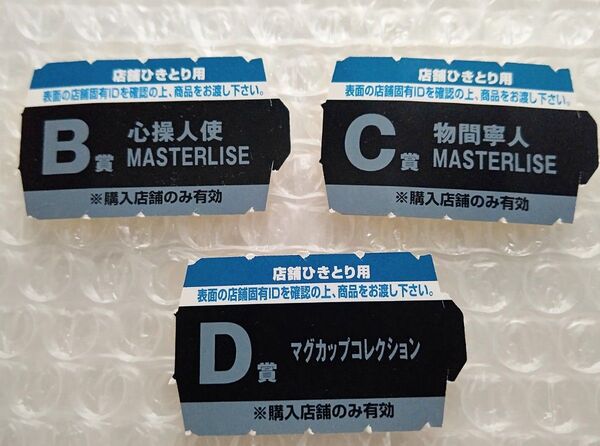 店舗ひきとり用
表面の店舗固有IDを確認の上、商品をお渡し下さい。
B賞 心操人使
MASTERLISE
※購入店舗のみ有効
店舗ひきとり用
表面の店舗固有IDを確認の上、商品をお渡し下さい。
C賞 物間寧人
MASTERLISE
※購入店舗のみ有効
店舗ひきとり用
表面の店舗固有IDを確認の上、商品をお渡し下さい。
D賞 マグカップコレクション
※購入店舗のみ有効